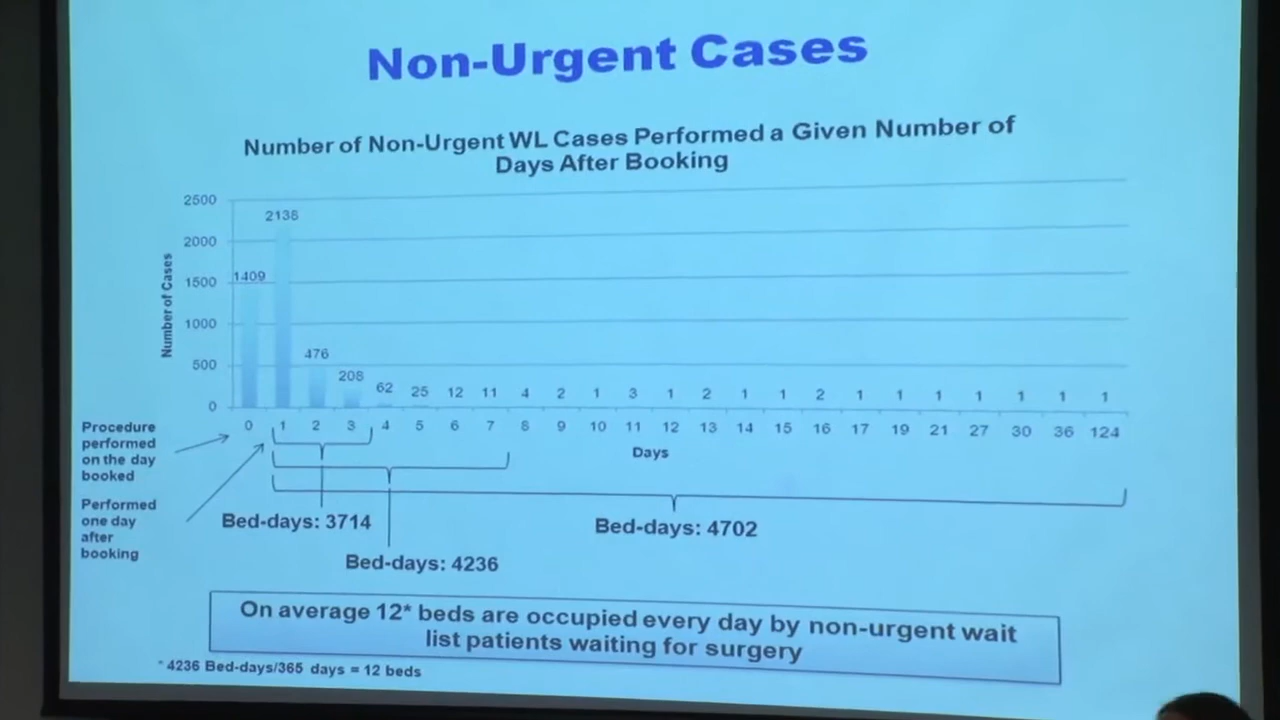 Non-Urgent Cases
Number of Non-Urgent WL Cases Performed a Given Number of
Days After Booking
Number of Cases
2500
2000
1500
1000
500
0
1409 2138 476 208 62 25 12 11 4 2 1 3 1 2 1 1 2 1 1 1 1 1 1 1
0 1 2 3 4 5 6 7 8 9 10 11 12 13 14 15 16 17 19 21 27 30 36 124
Days
Procedure
performed
on the day
booked
Performed
one day
after
booking
Bed-days: 3714
Bed-days: 4236
Bed-days: 4702
On average 12* beds are occupied every day by non-urgent wait
list patients waiting for surgery
* 4236 Bed-days/365 days = 12 beds